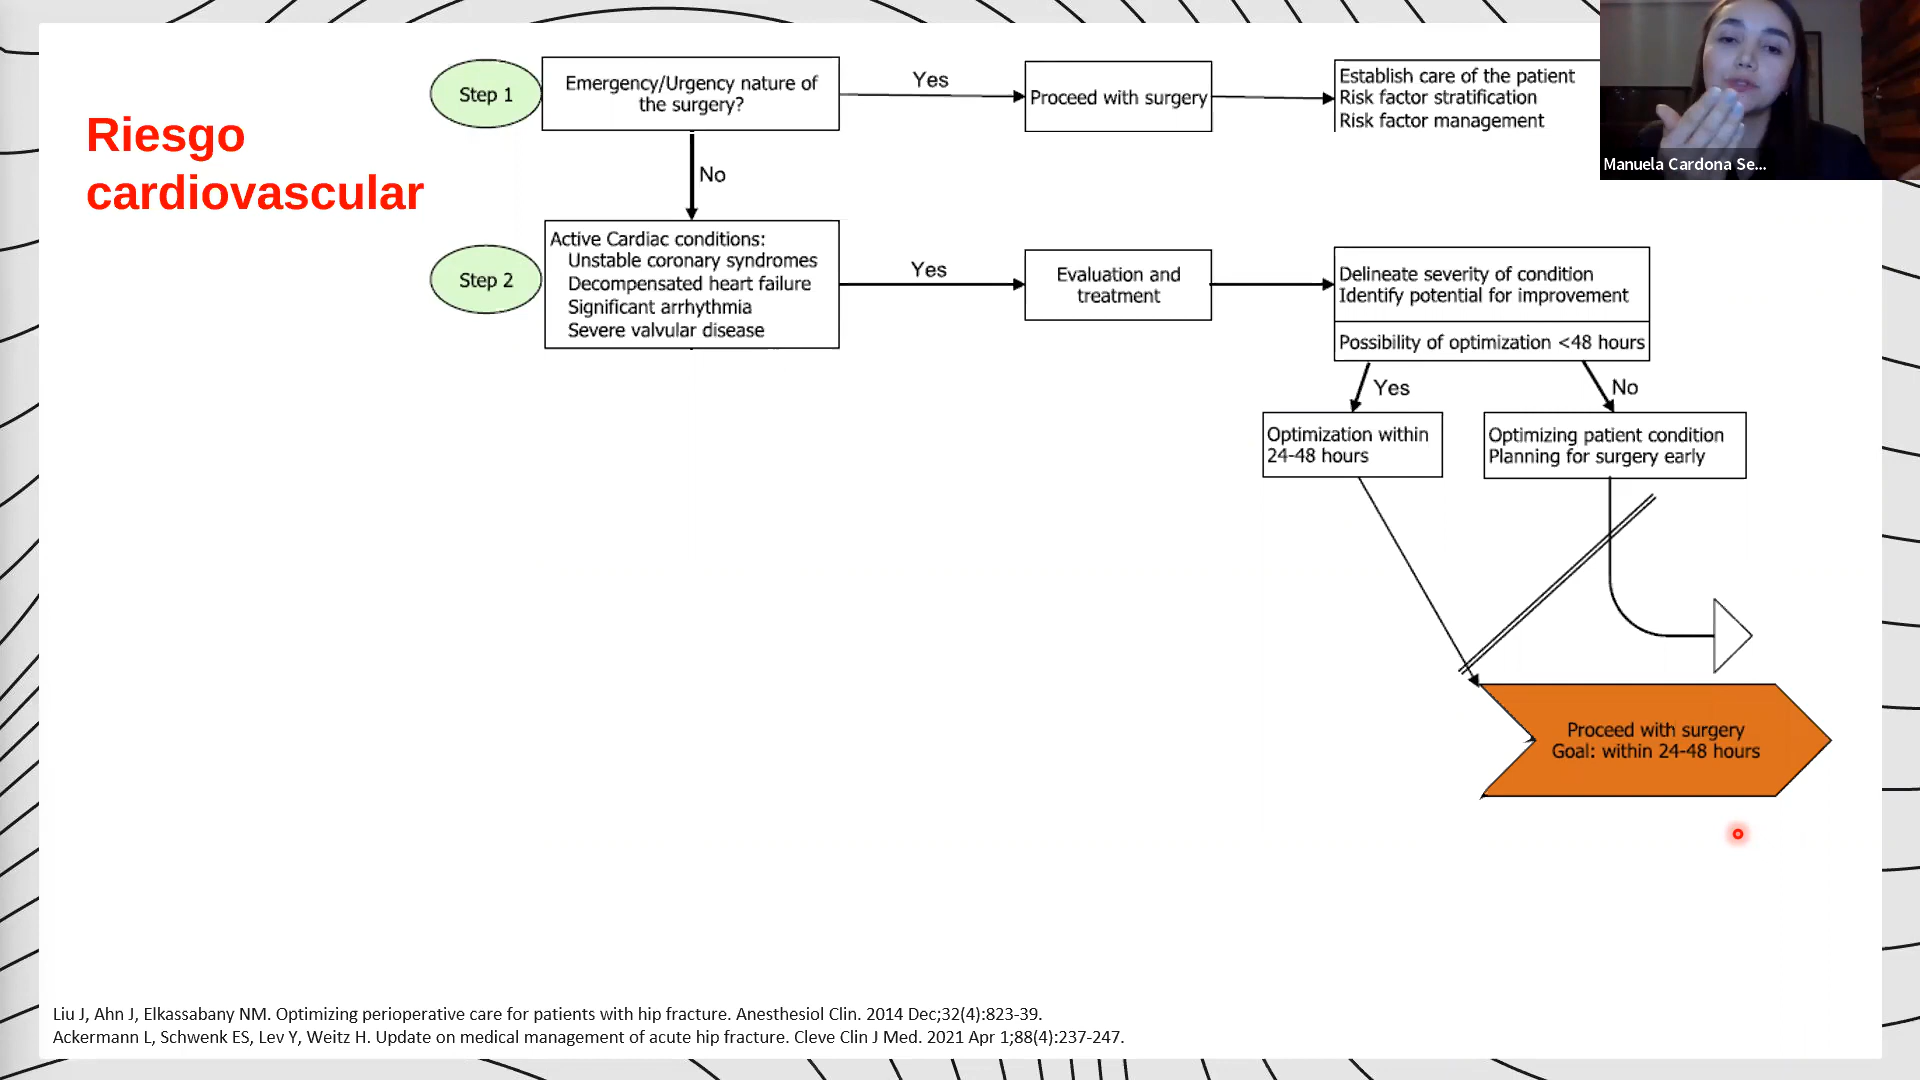 Riesgo
cardiovascular
Step 1
Emergency/Urgency nature of
the surgery?
Yes
Proceed with surgery
Establish care of the patient
Risk factor stratification
Risk factor management
Manuela Cardona Se...
No
Step 2
Active Cardiac conditions:
Unstable coronary syndromes
Decompensated heart failure
Significant arrhythmia
Severe valvular disease
Yes
Evaluation and
treatment
Delineate severity of condition
Identify potential for improvement
Possibility of optimization <48 hours
Yes
No
Optimization within
24-48 hours
Optimizing patient condition
Planning for surgery early
Proceed with surgery
Goal: within 24-48 hours
Liu J, Ahn J, Elkassabany NM. Optimizing perioperative care for patients with hip fracture. Anesthesiol Clin. 2014 Dec;32(4):823-39.
Ackermann L, Schwenk ES, Lev Y, Weitz H. Update on medical management of acute hip fracture. Cleve Clin J Med. 2021 Apr 1;88(4):237-247.